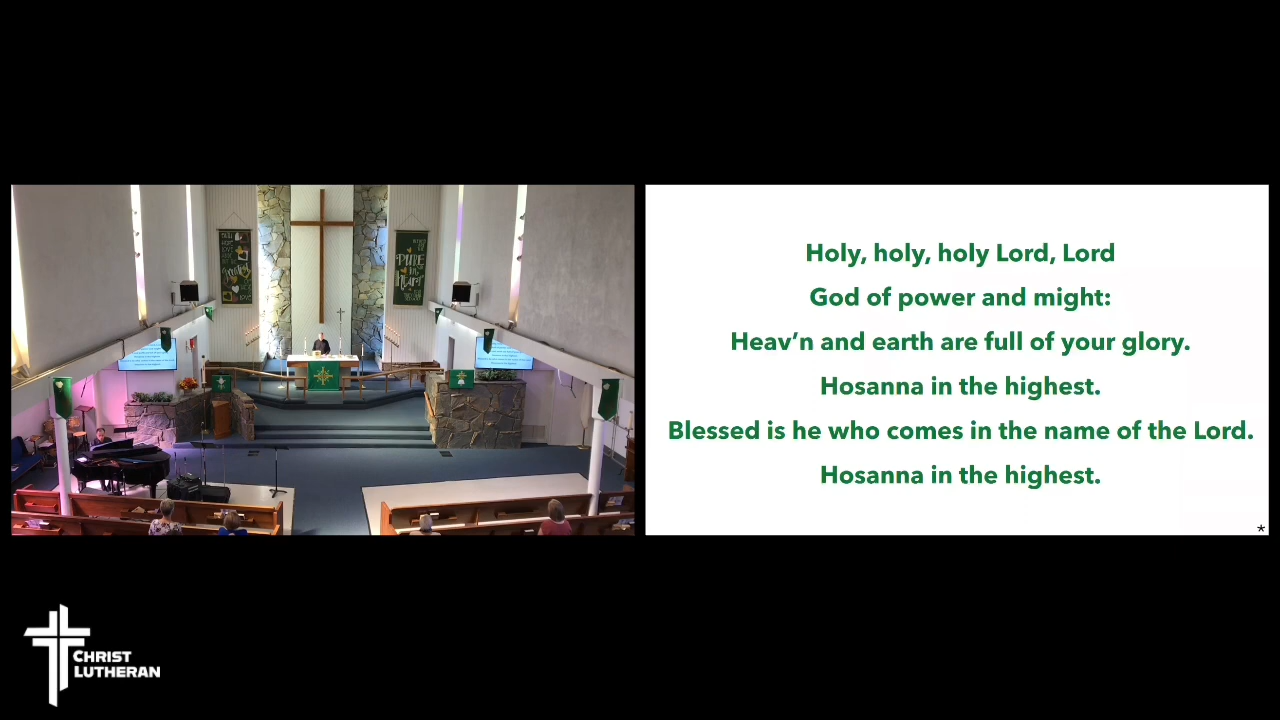 PURE
Holy, holy, holy Lord, Lord
God of power and might:
Heav’n and earth are full of your glory.
Hosanna in the highest.
Blessed is he who comes in the name of the Lord.
Hosanna in the highest.
*
CHRIST
LUTHERAN